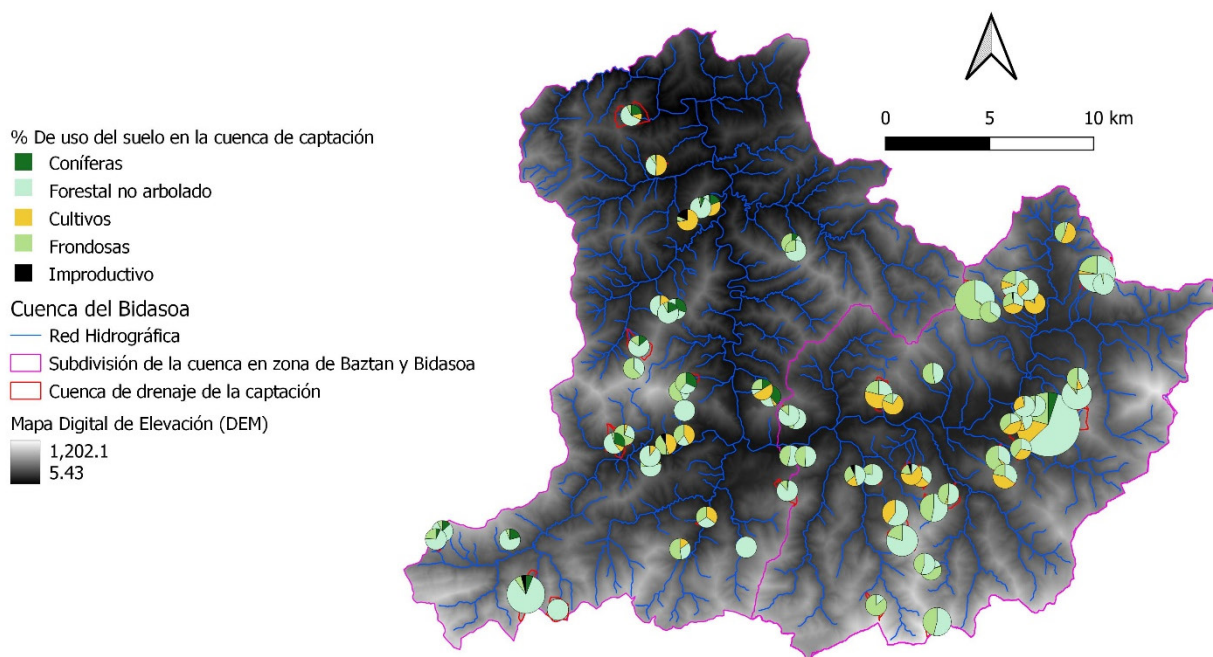 0 5 10 km
% De uso del suelo en la cuenca de captación
Coníferas
Forestal no arbolado
Cultivos
Frondosas
Improductivo
Cuenca del Bidasoa
Red Hidrográfica
Subdivisión de la cuenca en zona de Baztan y Bidasoa
Cuenca de drenaje de la captación
Mapa Digital de Elevación (DEM)
1,202.1
5.43